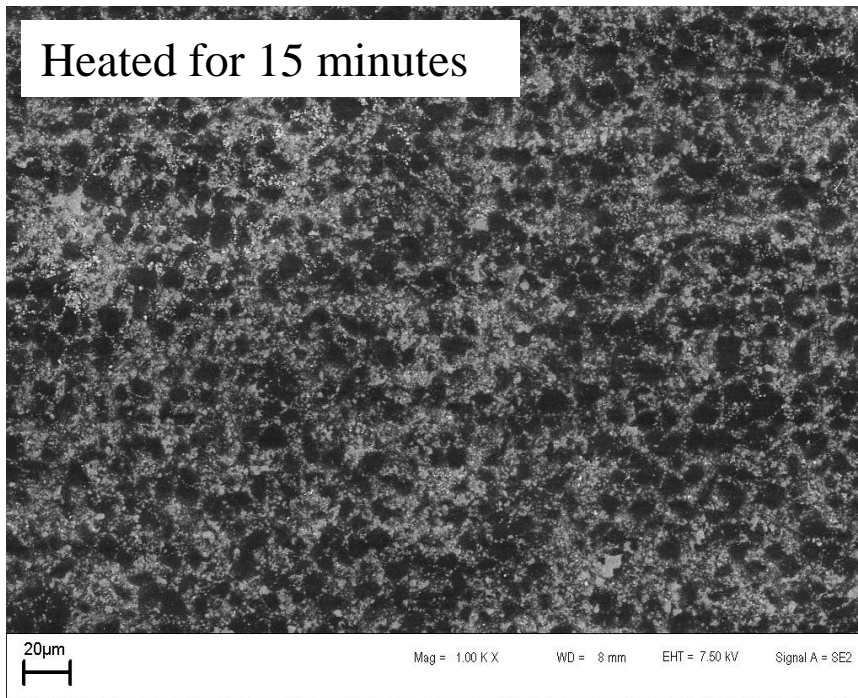 Heated for 15 minutes
20µm
Mag = 1.00 K X WD = 8 mm EHT = 7.50 kV Signal A = SE2